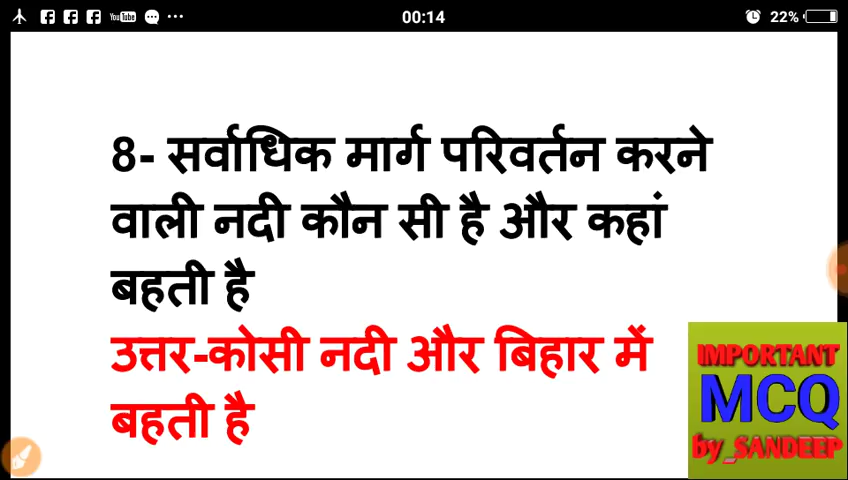 00:14
22%
8- सर्वाधिक मार्ग परिवर्तन करने
वाली नदी कौन सी है और कहां
बहती है
उत्तर-कोसी नदी और बिहार में
बहती है
IMPORTANT
MCQ
by_SANDEEP